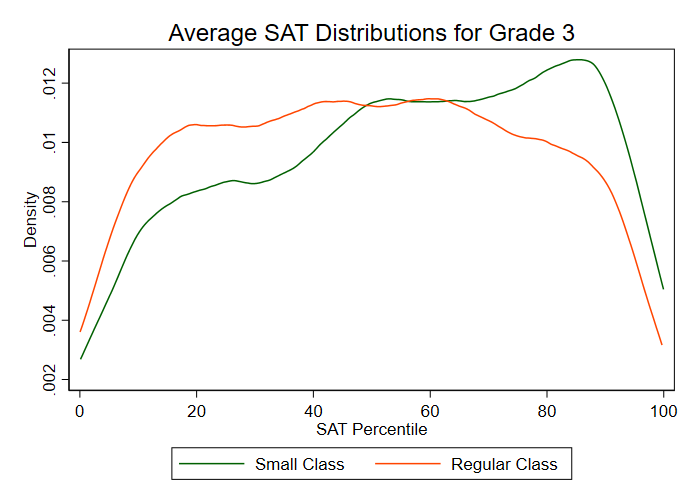 Average SAT Distributions for Grade 3
Density
.012
.01
.008
.006
.004
.002
0 20 40 60 80 100
SAT Percentile
Small Class Regular Class